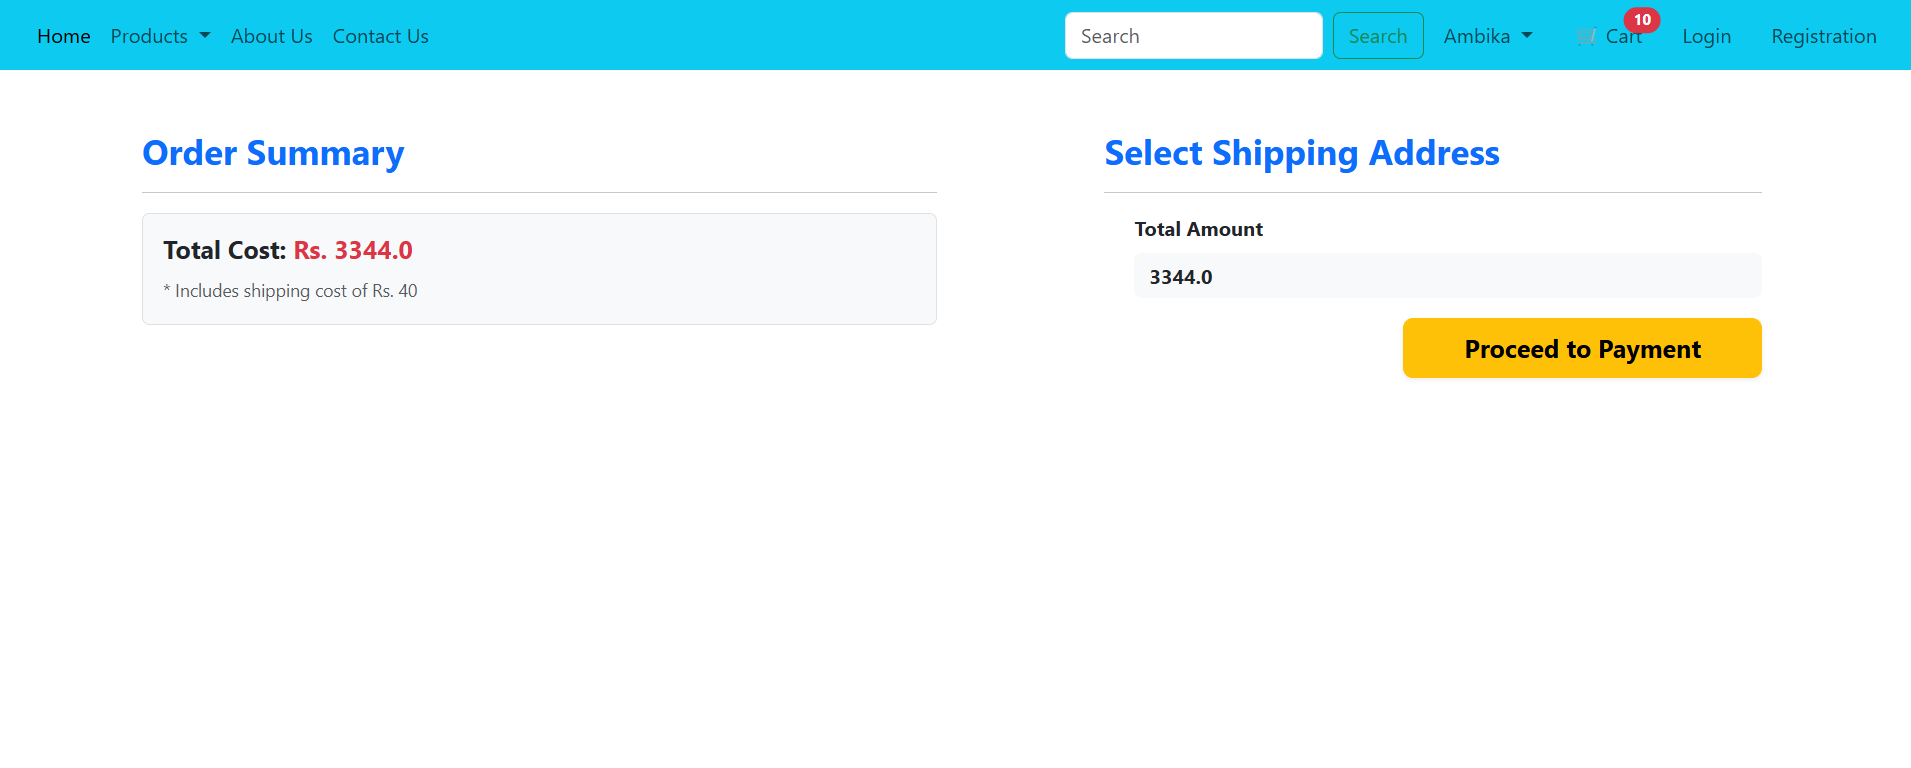 Home Products About Us Contact Us Search Search Ambika 🛒 Cart 10 Login Registration
Order Summary
Total Cost: Rs. 3344.0
* Includes shipping cost of Rs. 40
Select Shipping Address
Total Amount
3344.0
Proceed to Payment